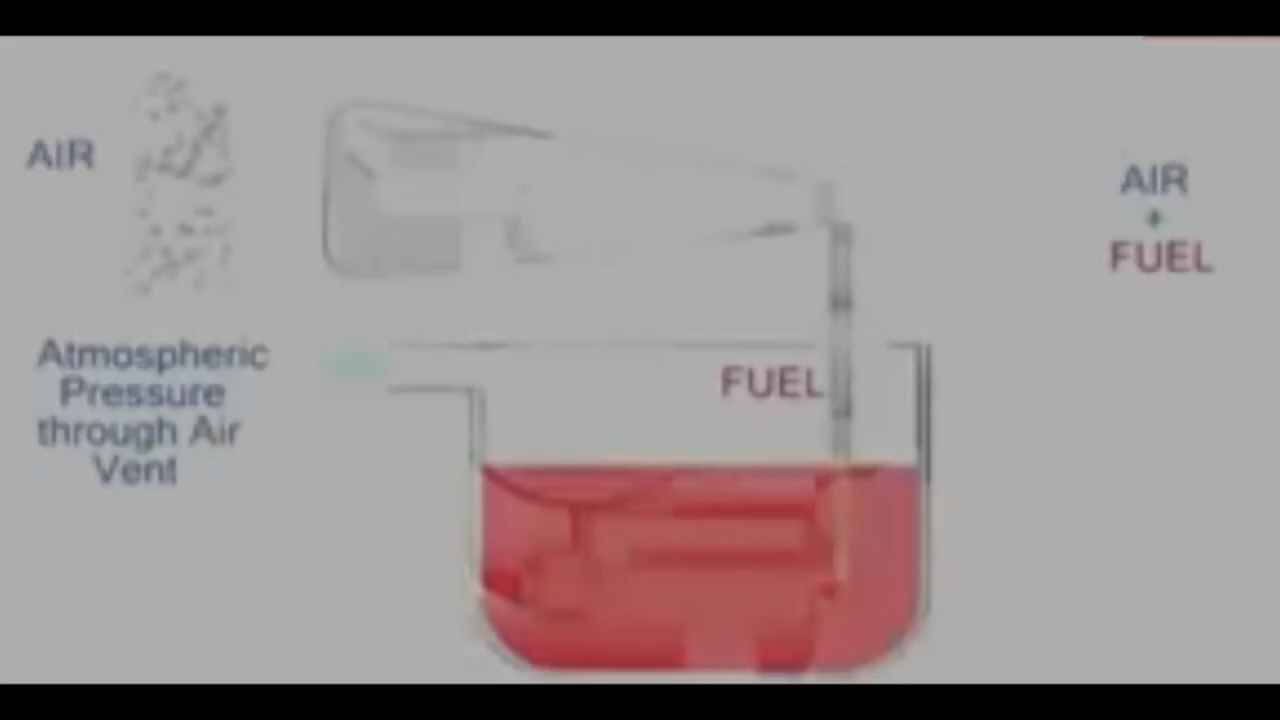 AIR
AIR
+
FUEL
Atmospheric
Pressure
through Air
Vent
FUEL